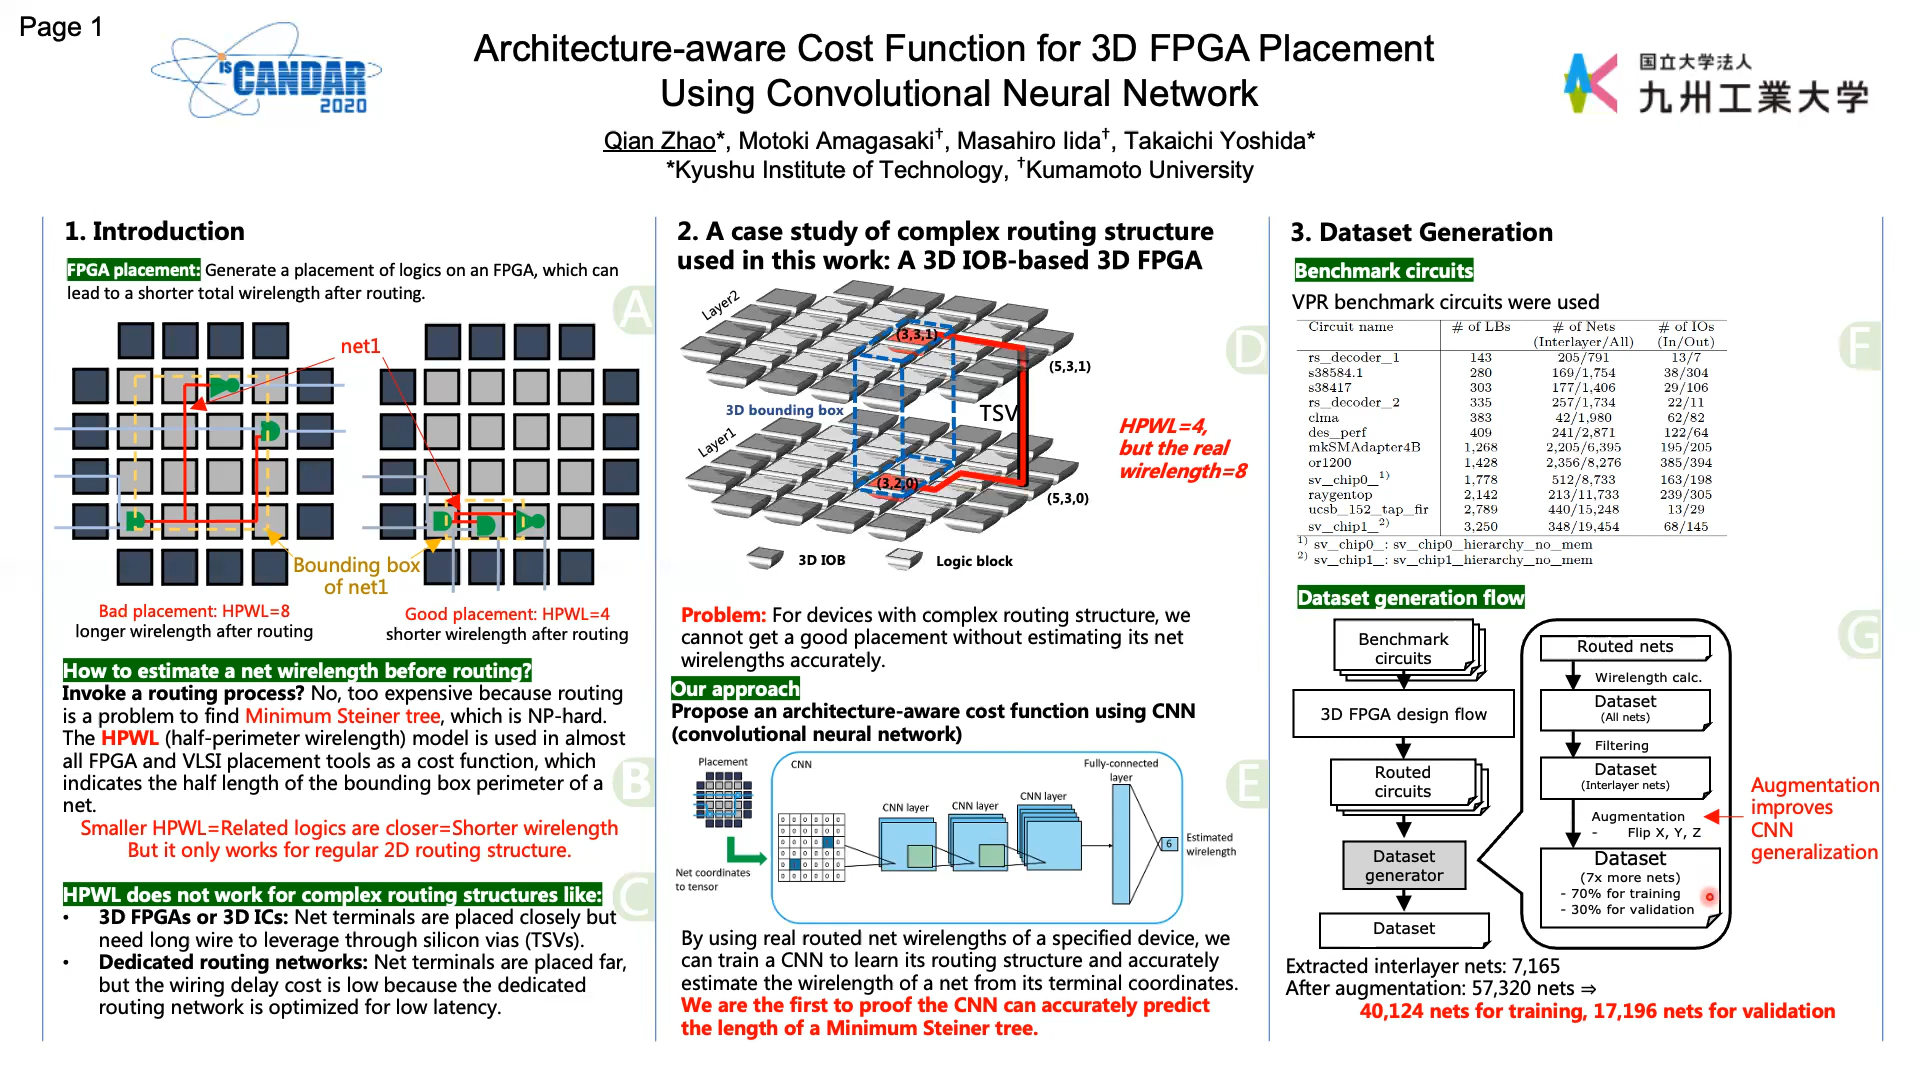 Page 1
is CANDAR 2020
Architecture-aware Cost Function for 3D FPGA Placement
Using Convolutional Neural Network
Qian Zhao*, Motoki Amagasaki†, Masahiro Iida†, Takaichi Yoshida*
*Kyushu Institute of Technology, †Kumamoto University
国立大学法人
九州工業大学
1. Introduction
FPGA placement: Generate a placement of logics on an FPGA, which can
lead to a shorter total wirelength after routing.
A
net1
Bounding box
of net1
Bad placement: HPWL=8
longer wirelength after routing
Good placement: HPWL=4
shorter wirelength after routing
How to estimate a net wirelength before routing?
Invoke a routing process? No, too expensive because routing
is a problem to find Minimum Steiner tree, which is NP-hard.
The HPWL (half-perimeter wirelength) model is used in almost
all FPGA and VLSI placement tools as a cost function, which
indicates the half length of the bounding box perimeter of a
net.
B
Smaller HPWL=Related logics are closer=Shorter wirelength
But it only works for regular 2D routing structure.
HPWL does not work for complex routing structures like:
C
• 3D FPGAs or 3D ICs: Net terminals are placed closely but
need long wire to leverage through silicon vias (TSVs).
• Dedicated routing networks: Net terminals are placed far,
but the wiring delay cost is low because the dedicated
routing network is optimized for low latency.
2. A case study of complex routing structure
used in this work: A 3D IOB-based 3D FPGA
Layer2
(3,3,1)
D
(5,3,1)
3D bounding box
TSV
Layer1
HPWL=4,
but the real
wirelength=8
(3,2,0)
(5,3,0)
3D IOB
Logic block
Problem: For devices with complex routing structure, we
cannot get a good placement without estimating its net
wirelengths accurately.
Our approach
Propose an architecture-aware cost function using CNN
(convolutional neural network)
Placement
CNN
Fully-connected
layer
CNN layer
CNN layer
CNN layer
E
Estimated
wirelength
6
Net coordinates
to tensor
By using real routed net wirelengths of a specified device, we
can train a CNN to learn its routing structure and accurately
estimate the wirelength of a net from its terminal coordinates.
We are the first to proof the CNN can accurately predict
the length of a Minimum Steiner tree.
3. Dataset Generation
Benchmark circuits
VPR benchmark circuits were used
F
Circuit name # of LBs # of Nets # of IOs
(Interlayer/All) (In/Out)
rs_decoder_1 143 205/791 13/7
s38584.1 280 169/1,754 38/304
s38417 303 177/1,406 29/106
rs_decoder_2 335 257/1,734 22/11
clma 383 42/1,980 62/82
des_perf 409 241/2,871 122/64
mkSMAdapter4B 1,268 2,205/6,395 195/205
or1200 1,428 2,356/8,276 385/394
sv_chip0_1) 1,778 512/8,733 163/198
raygentop 2,142 213/11,733 239/305
ucsb_152_tap_fir 2,789 440/15,248 13/29
sv_chip1_2) 3,250 348/19,454 68/145
1) sv_chip0_: sv_chip0_hierarchy_no_mem
2) sv_chip1_: sv_chip1_hierarchy_no_mem
Dataset generation flow
G
Benchmark
circuits
3D FPGA design flow
Routed
circuits
Dataset
generator
Dataset
Routed nets
Wirelength calc.
Dataset
(All nets)
Filtering
Dataset
(Interlayer nets)
Augmentation
- Flip X, Y, Z
Dataset
(7x more nets)
- 70% for training
- 30% for validation
Augmentation
improves
CNN
generalization
Extracted interlayer nets: 7,165
After augmentation: 57,320 nets ⇒
40,124 nets for training, 17,196 nets for validation